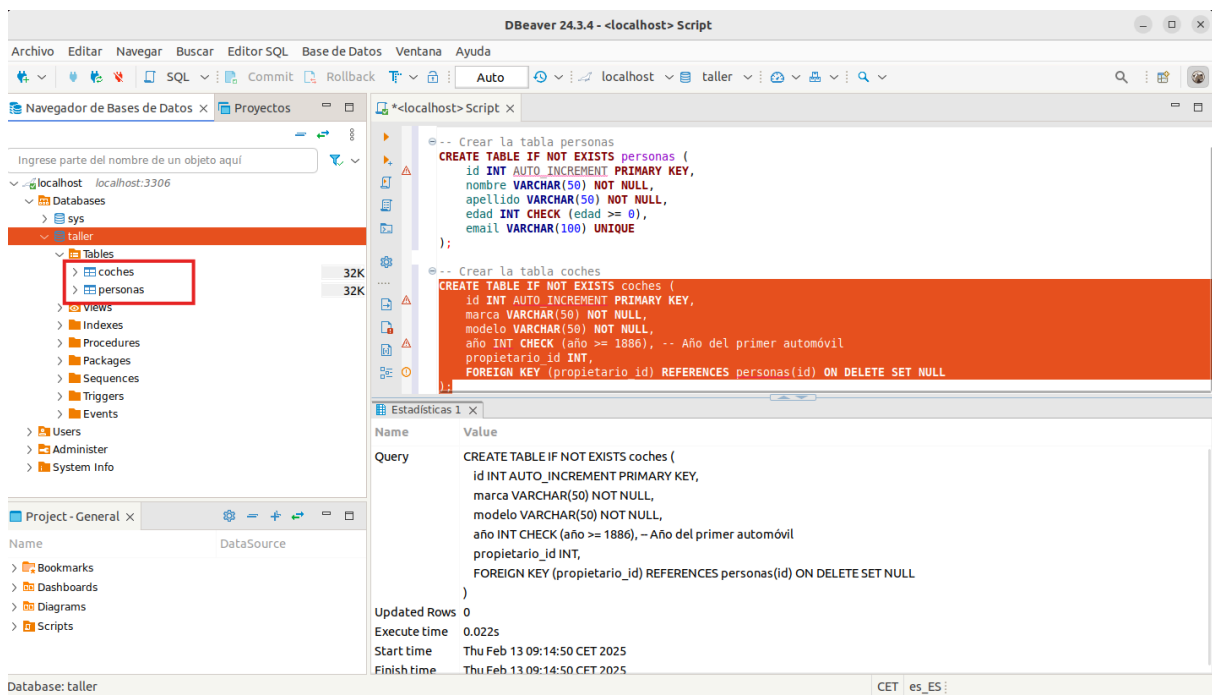 DBeaver 24.3.4 - <localhost> Script
Archivo Editar Navegar Buscar Editor SQL Base de Datos Ventana Ayuda
SQL Commit Rollback Auto localhost taller
Navegador de Bases de Datos Proyectos
*<localhost> Script
Ingrese parte del nombre de un objeto aquí
localhost localhost:3306
Databases
sys
taller
Tables
coches 32K
personas 32K
Views
Indexes
Procedures
Packages
Sequences
Triggers
Events
Users
Administer
System Info
-- Crear la tabla personas
CREATE TABLE IF NOT EXISTS personas (
id INT AUTO_INCREMENT PRIMARY KEY,
nombre VARCHAR(50) NOT NULL,
apellido VARCHAR(50) NOT NULL,
edad INT CHECK (edad >= 0),
email VARCHAR(100) UNIQUE
);
-- Crear la tabla coches
CREATE TABLE IF NOT EXISTS coches (
id INT AUTO_INCREMENT PRIMARY KEY,
marca VARCHAR(50) NOT NULL,
modelo VARCHAR(50) NOT NULL,
año INT CHECK (año >= 1886), -- Año del primer automóvil
propietario_id INT,
FOREIGN KEY (propietario_id) REFERENCES personas(id) ON DELETE SET NULL
);
Project - General
Name DataSource
Bookmarks
Dashboards
Diagrams
Scripts
Estadísticas 1
Name Value
Query CREATE TABLE IF NOT EXISTS coches (
id INT AUTO_INCREMENT PRIMARY KEY,
marca VARCHAR(50) NOT NULL,
modelo VARCHAR(50) NOT NULL,
año INT CHECK (año >= 1886), -- Año del primer automóvil
propietario_id INT,
FOREIGN KEY (propietario_id) REFERENCES personas(id) ON DELETE SET NULL
)
Updated Rows 0
Execute time 0.022s
Start time Thu Feb 13 09:14:50 CET 2025
Finish time Thu Feb 13 09:14:50 CET 2025
Database: taller CET es_ES